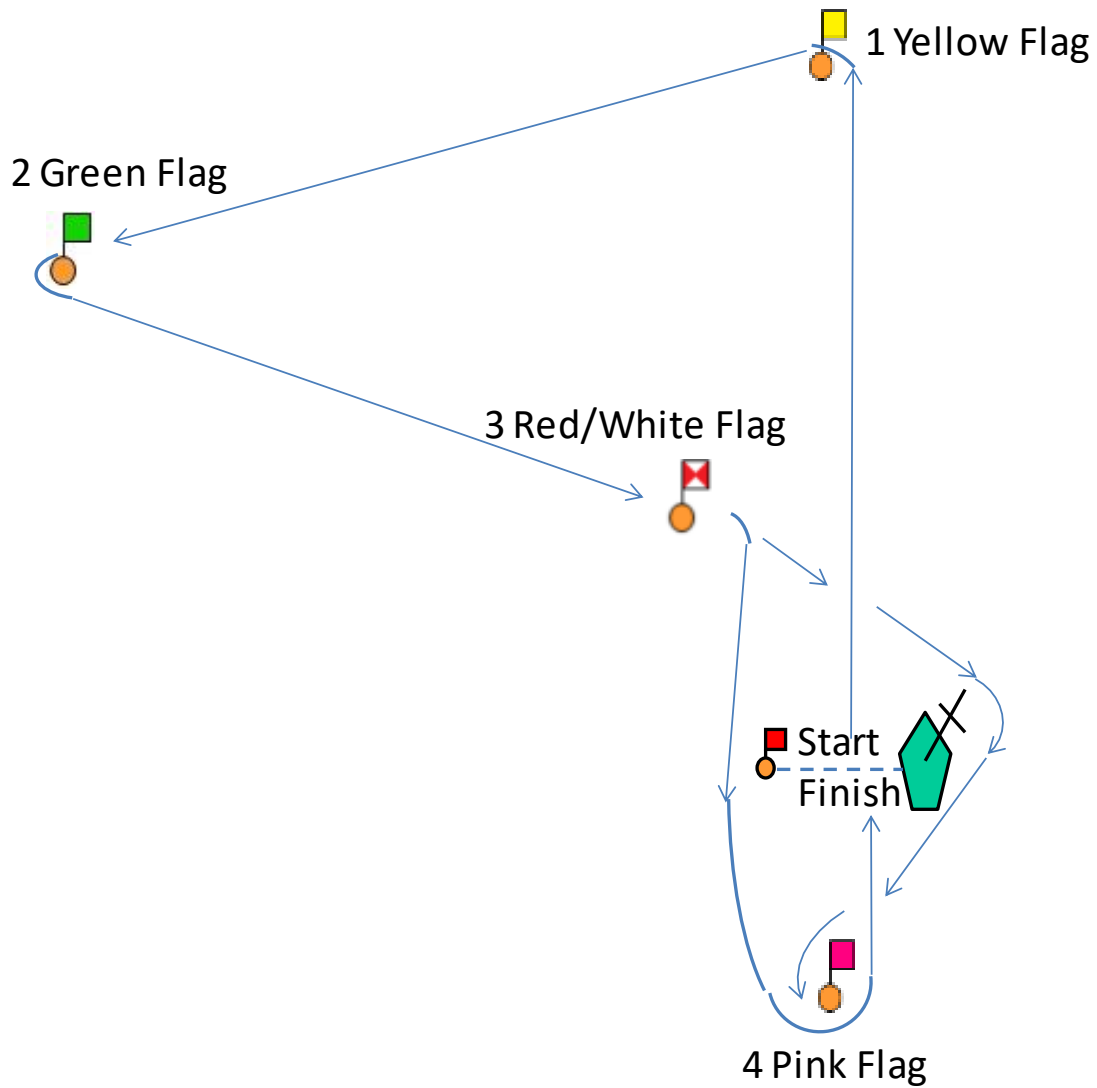 1 Yellow Flag
2 Green Flag
3 Red/White Flag
Start
Finish
4 Pink Flag